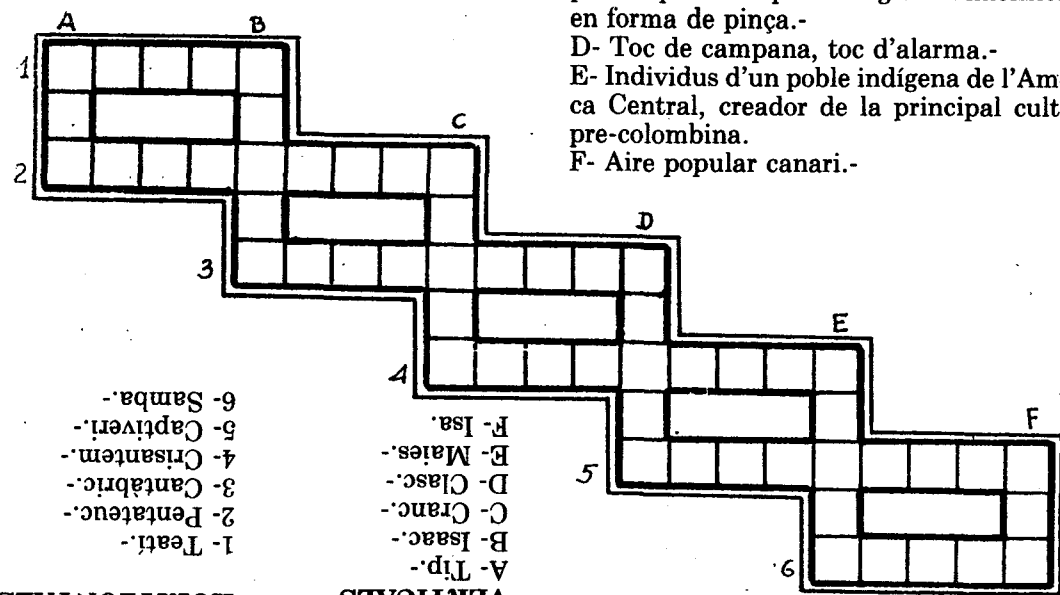 en forma de pinça.-
D- Toc de campana, toc d'alarma.-
E- Individus d'un poble indígena de l'Am
ca Central, creador de la principal cult
pre-colombina.
F- Aire popular canari.-
A
B
C
D
E
F
1
2
3
4
5
6
VERTICALS
A- Tip.-
B- Isaac.-
C- Cranc.-
D- Clasc.-
E- Maies.-
F- Isa.
1- Teatí.-
2- Pentateuc.-
3- Cantàbric.-
4- Crisantem.-
5- Captiveri.-
6- Samba.-